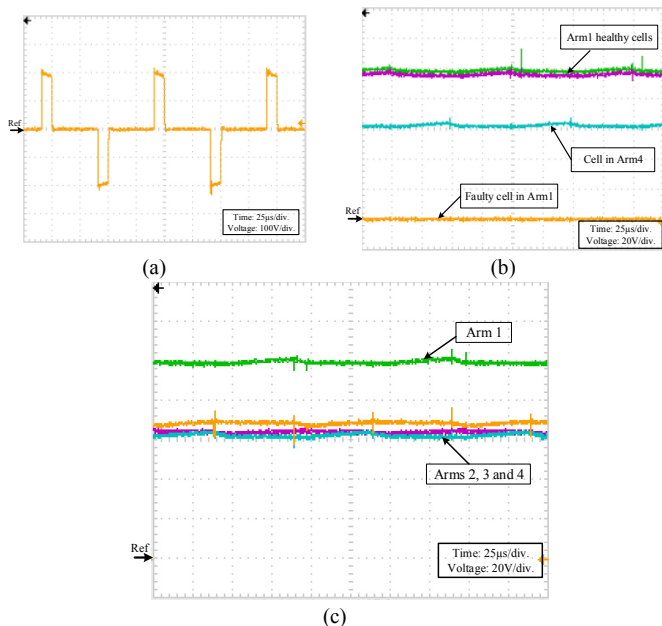 Ref
Time: 25µs/div.
Voltage: 100V/div.
(a)
Arm1 healthy cells
Cell in Arm4
Faulty cell in Arm1
Ref
Time: 25µs/div.
Voltage: 20V/div.
(b)
Arm 1
Arms 2, 3 and 4
Ref
Time: 25µs/div.
Voltage: 20V/div.
(c)